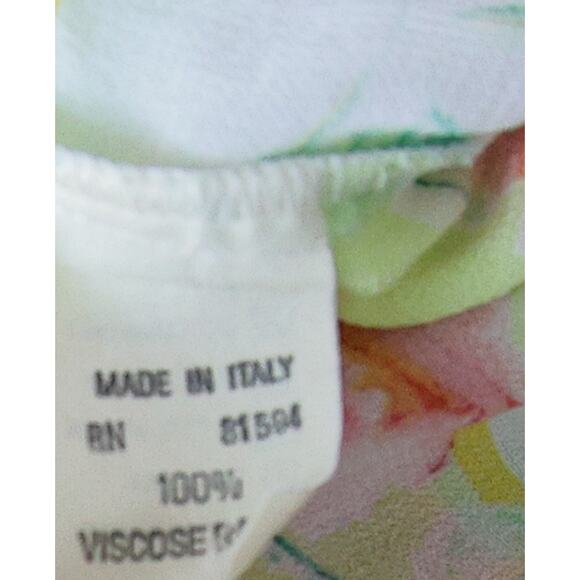 MADE IN ITALY
RN 81594
100%
VISCOSE